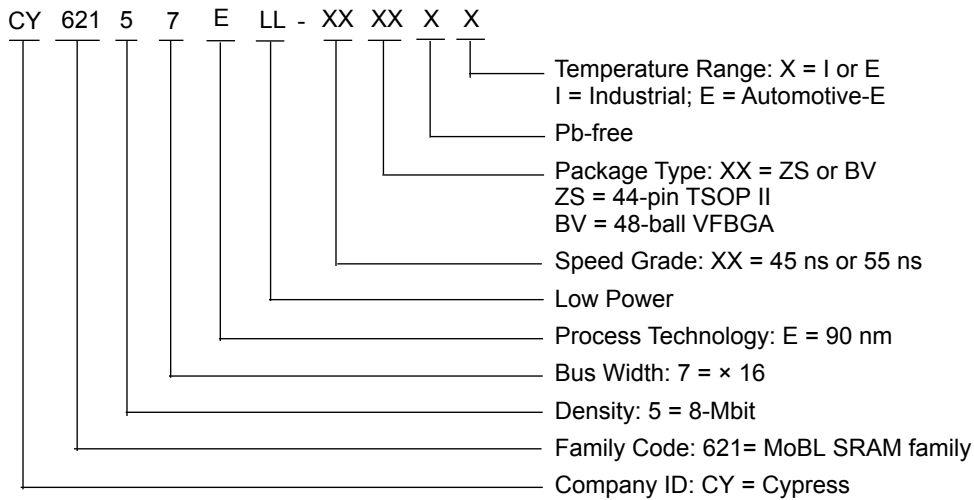 CY 621 5 7 E LL - XX XX X X
Temperature Range: X = I or E
I = Industrial; E = Automotive-E
Pb-free
Package Type: XX = ZS or BV
ZS = 44-pin TSOP II
BV = 48-ball VFBGA
Speed Grade: XX = 45 ns or 55 ns
Low Power
Process Technology: E = 90 nm
Bus Width: 7 = × 16
Density: 5 = 8-Mbit
Family Code: 621= MoBL SRAM family
Company ID: CY = Cypress